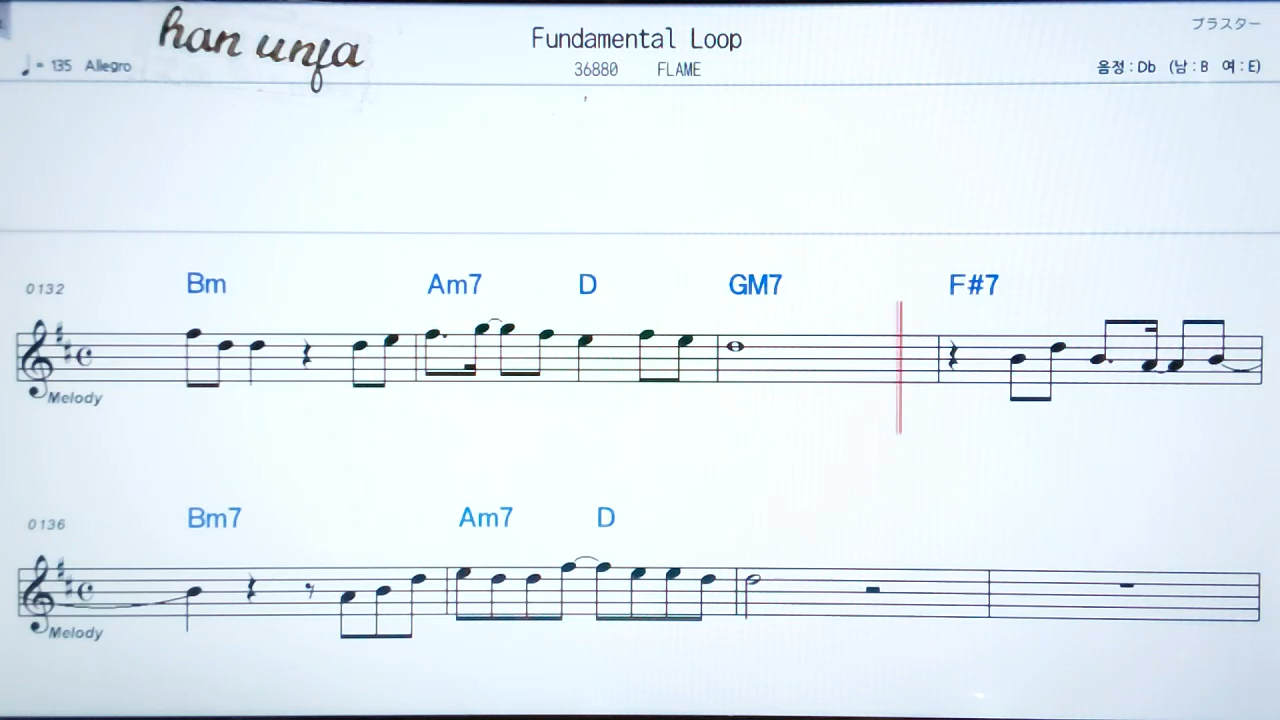 han unfa
Fundamental Loop
ブラスター
♩= 135 Allegro
36880 FLAME
음정 : Db (남 : B 여 : E)
0132
Bm Am7 D GM7 F#7
Melody
0136
Bm7 Am7 D
Melody